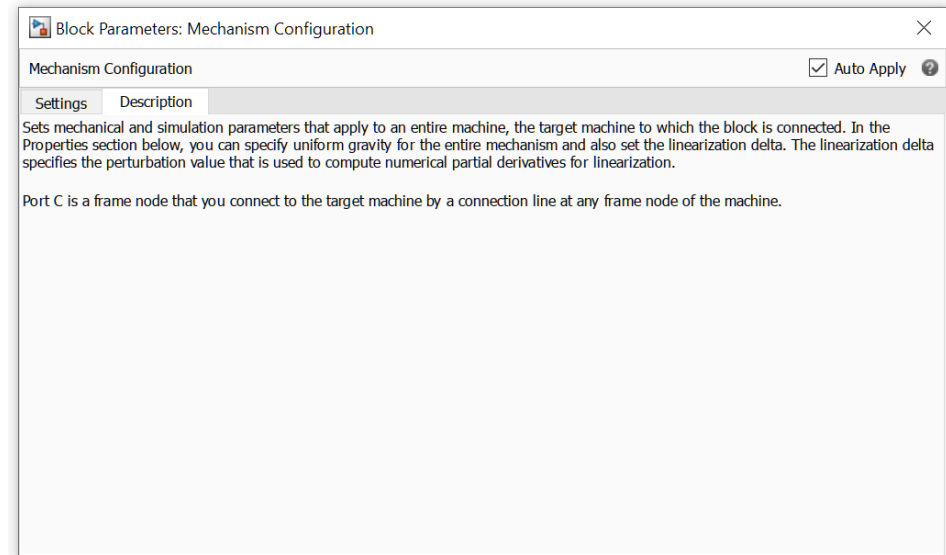 Block Parameters: Mechanism Configuration
Mechanism Configuration
Auto Apply
Settings
Description
Sets mechanical and simulation parameters that apply to an entire machine, the target machine to which the block is connected. In the
Properties section below, you can specify uniform gravity for the entire mechanism and also set the linearization delta. The linearization delta
specifies the perturbation value that is used to compute numerical partial derivatives for linearization.
Port C is a frame node that you connect to the target machine by a connection line at any frame node of the machine.